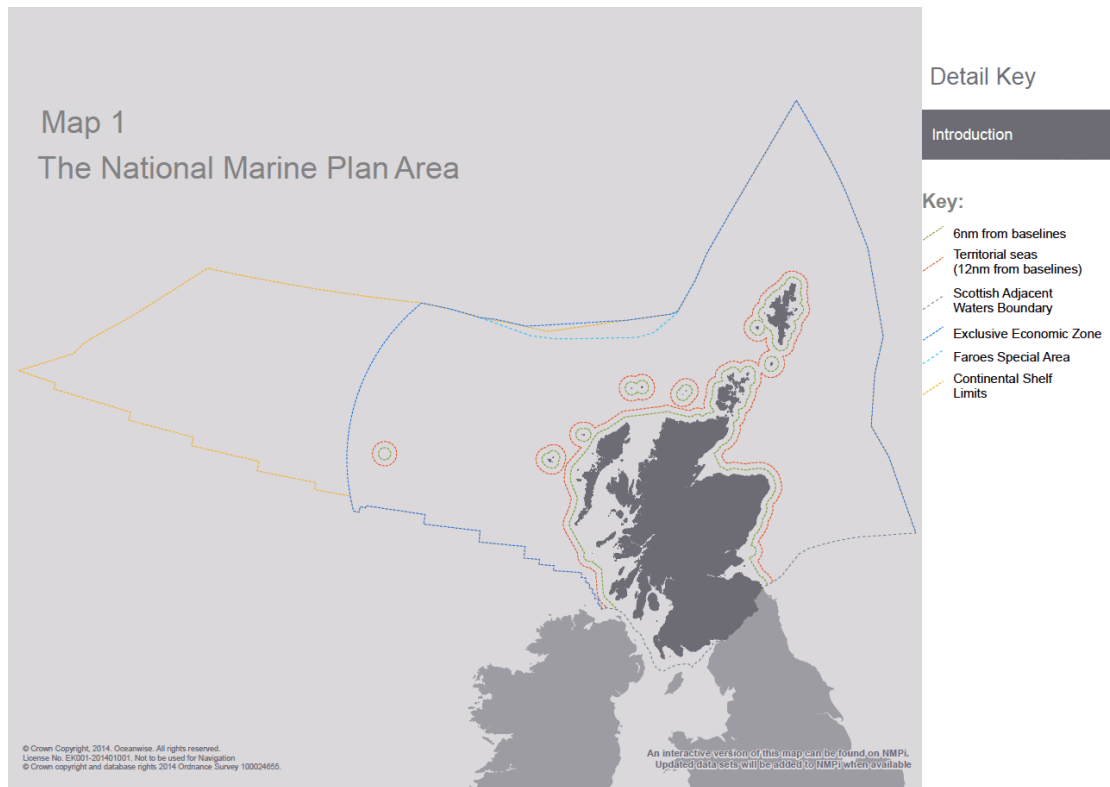 Map 1
The National Marine Plan Area
Detail Key
Introduction
Key:
6nm from baselines
Territorial seas
(12nm from baselines)
Scottish Adjacent
Waters Boundary
Exclusive Economic Zone
Faroes Special Area
Continental Shelf
Limits
© Crown Copyright, 2014. Oceanwise. All rights reserved.
License No. EK001-201401001. Not to be used for Navigation
© Crown copyright and database rights 2014 Ordnance Survey 100024655.
An interactive version of this map can be found on NMPi.
Updated data sets will be added to NMPi when available